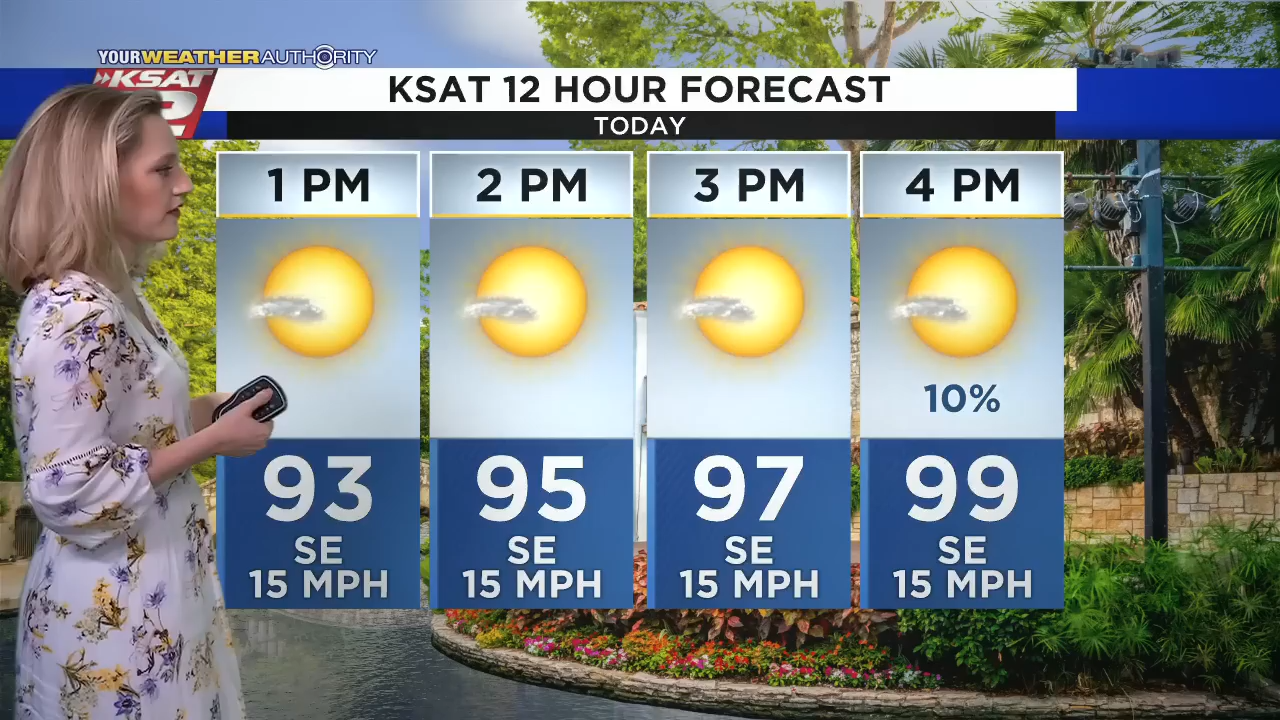 YOURWEATHERAUTHORITY
KSAT
2
KSAT 12 HOUR FORECAST
TODAY
1 PM
2 PM
3 PM
4 PM
10%
93
95
97
99
SE
SE
SE
SE
15 MPH
15 MPH
15 MPH
15 MPH